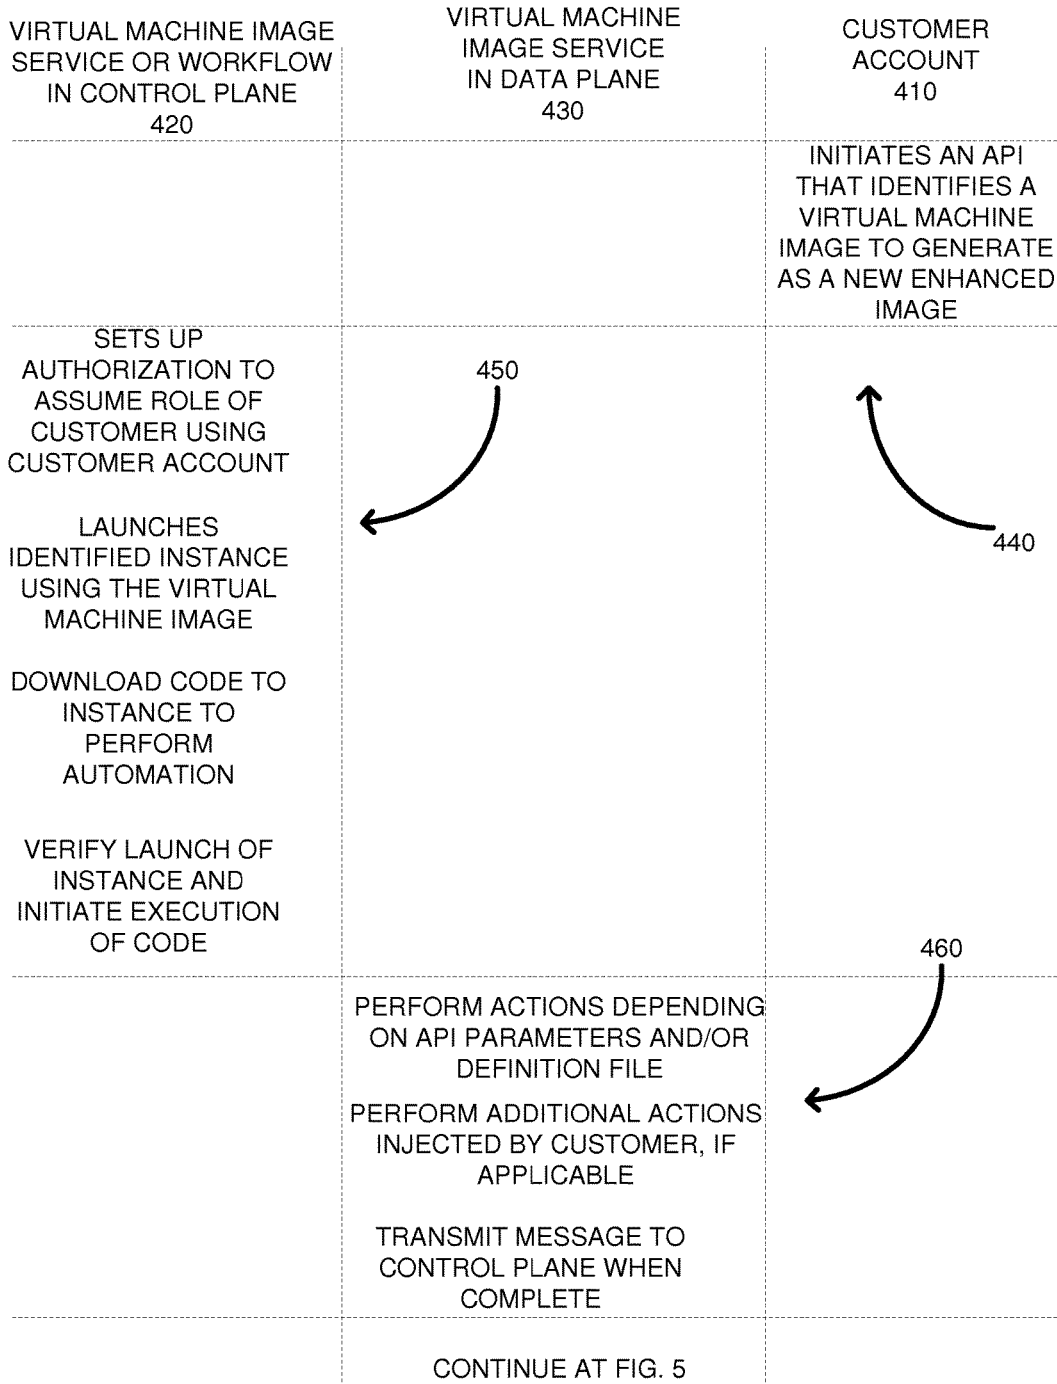 VIRTUAL MACHINE IMAGE
SERVICE OR WORKFLOW
IN CONTROL PLANE
420
VIRTUAL MACHINE
IMAGE SERVICE
IN DATA PLANE
430
CUSTOMER
ACCOUNT
410
INITIATES AN API
THAT IDENTIFIES A
VIRTUAL MACHINE
IMAGE TO GENERATE
AS A NEW ENHANCED
IMAGE
SETS UP
AUTHORIZATION TO
ASSUME ROLE OF
CUSTOMER USING
CUSTOMER ACCOUNT
LAUNCHES
IDENTIFIED INSTANCE
USING THE VIRTUAL
MACHINE IMAGE
DOWNLOAD CODE TO
INSTANCE TO
PERFORM
AUTOMATION
VERIFY LAUNCH OF
INSTANCE AND
INITIATE EXECUTION
OF CODE
450
440
460
PERFORM ACTIONS DEPENDING
ON API PARAMETERS AND/OR
DEFINITION FILE
PERFORM ADDITIONAL ACTIONS
INJECTED BY CUSTOMER, IF
APPLICABLE
TRANSMIT MESSAGE TO
CONTROL PLANE WHEN
COMPLETE
CONTINUE AT FIG. 5